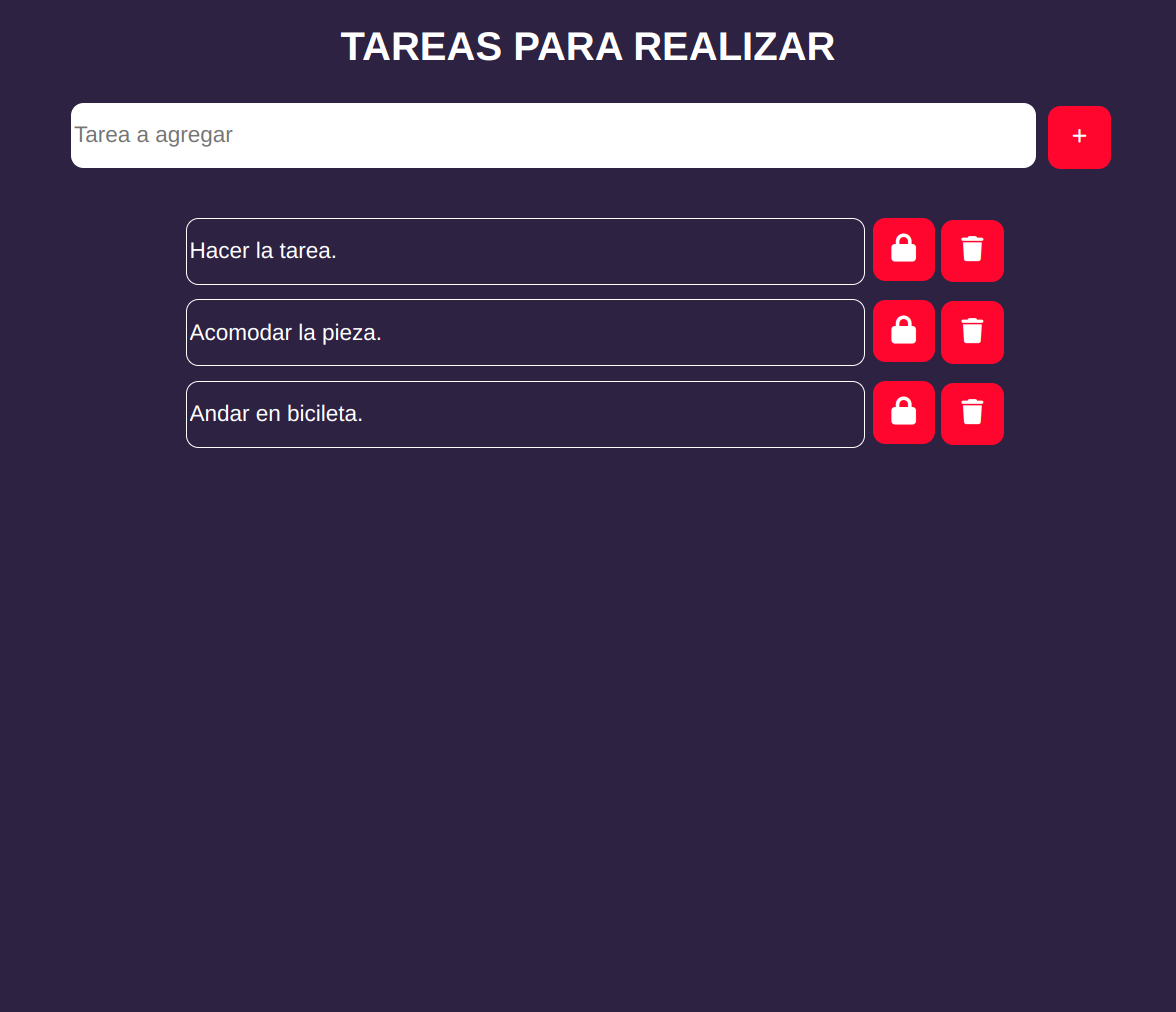 TAREAS PARA REALIZAR
Tarea a agregar
+
Hacer la tarea.
Acomodar la pieza.
Andar en bicileta.